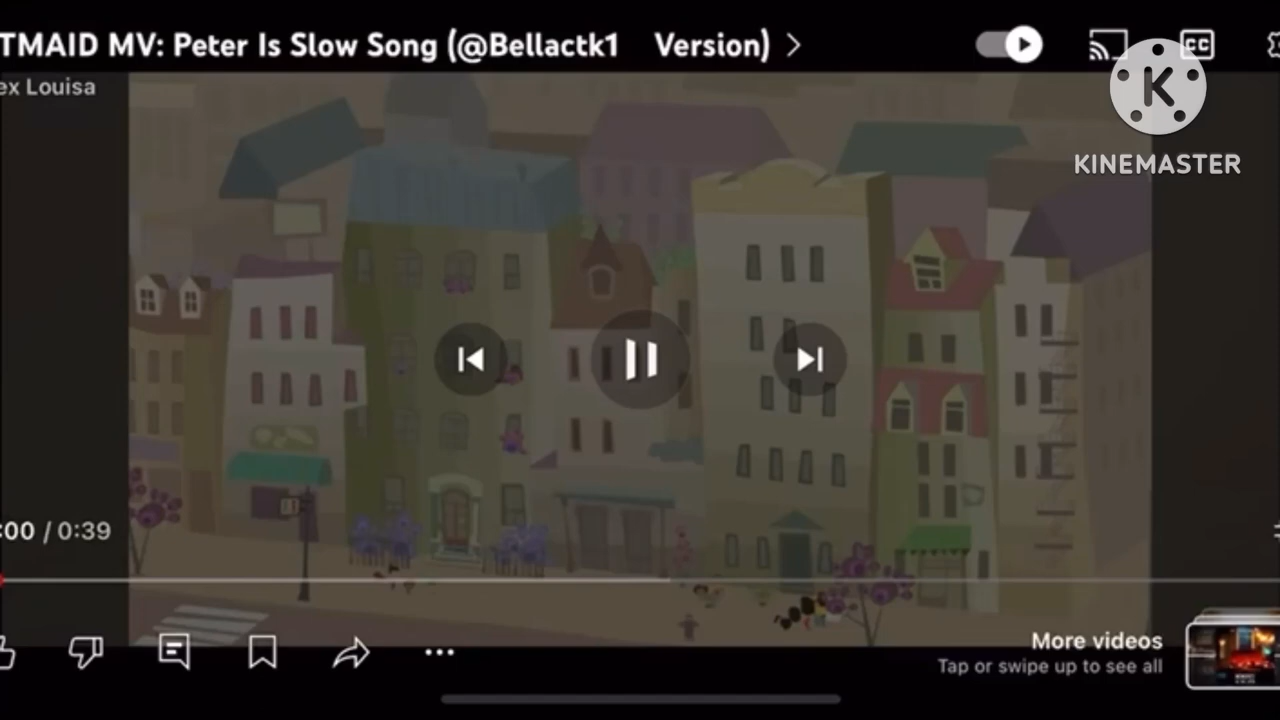 TMAID MV: Peter Is Slow Song (@Bellactk1 Version)
CC
ex Louisa
K
KINEMASTER
:00 / 0:39
More videos
Tap or swipe up to see all